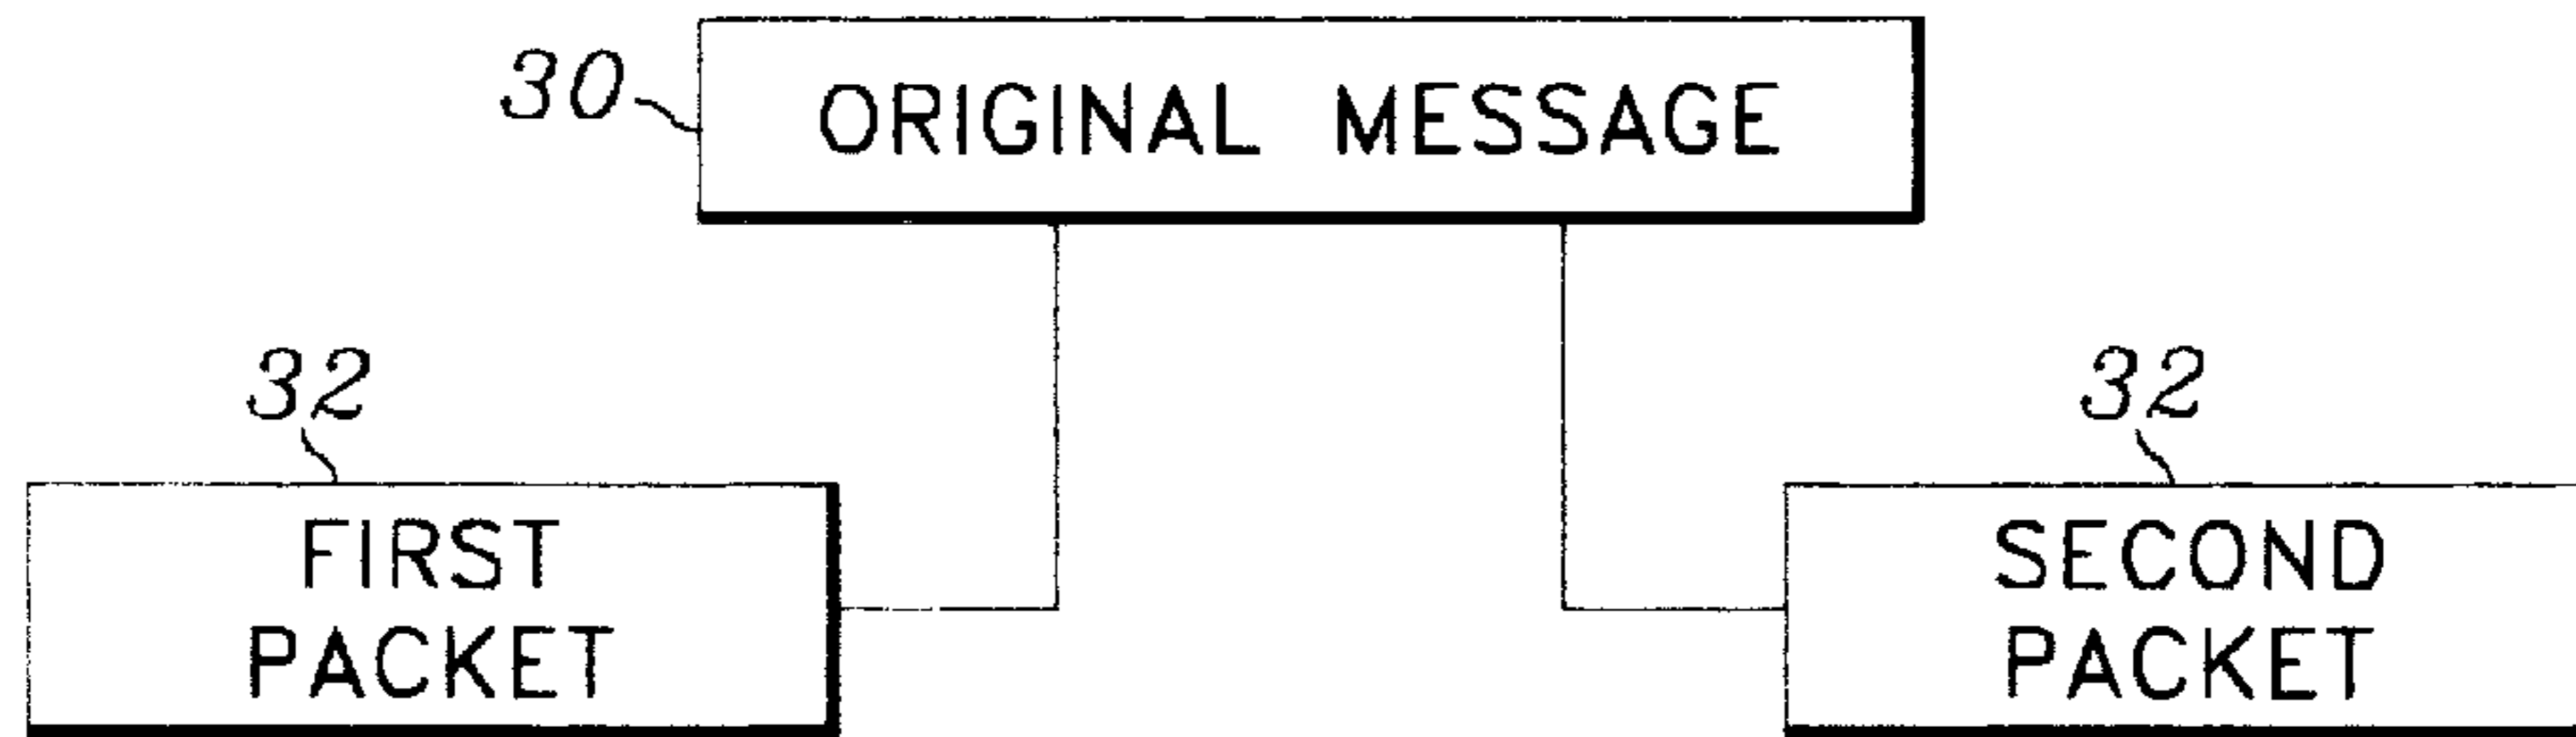 30
ORIGINAL MESSAGE
32
32
FIRST
PACKET
SECOND
PACKET